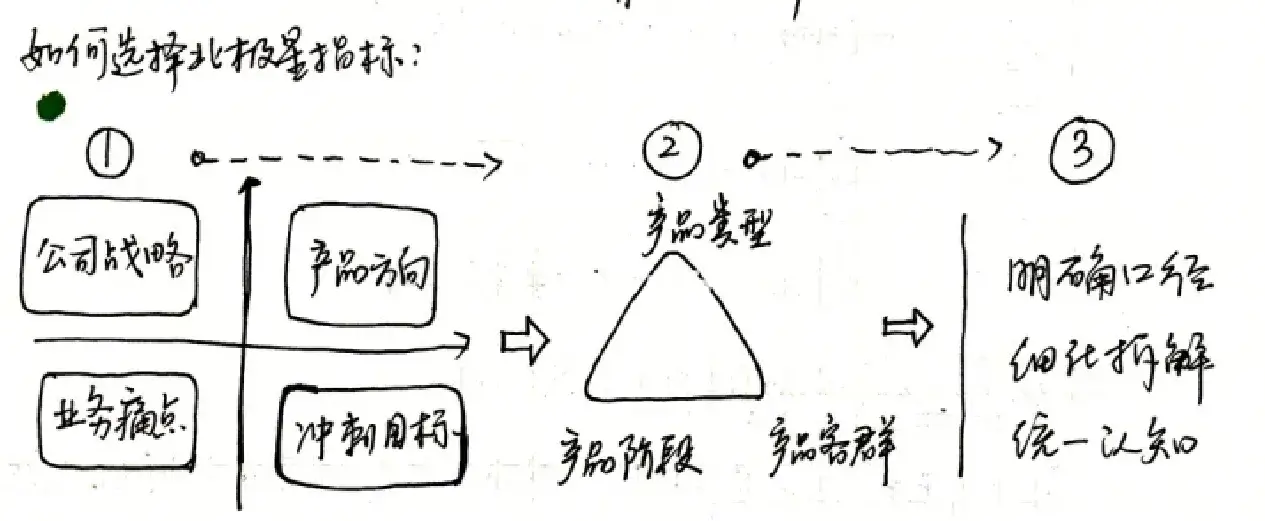 如何选择北极星指标：
①
②
③
公司战略
产品方向
业务痛点
冲刺目标
产品类型
产品阶段
产品客群
明确口径
细化拆解
统一认知